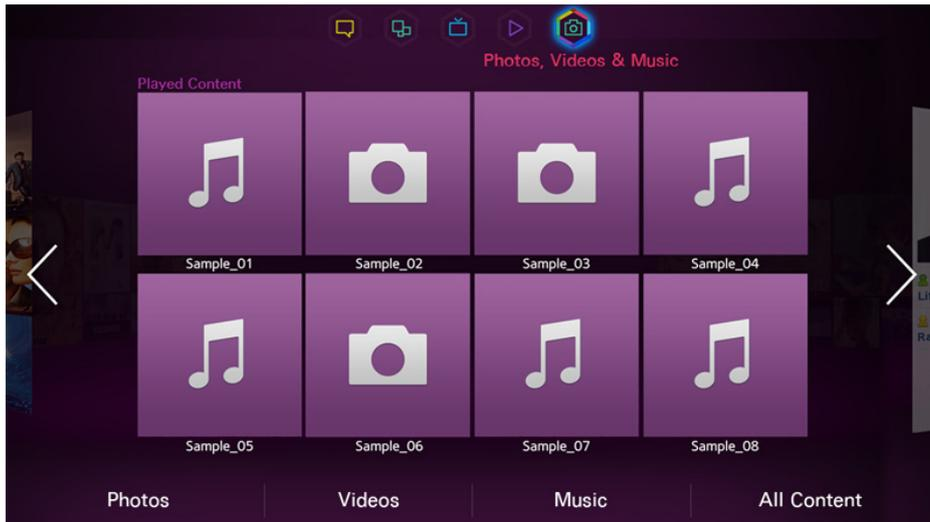 Photos, Videos & Music
Played Content
Sample_01
Sample_02
Sample_03
Sample_04
Sample_05
Sample_06
Sample_07
Sample_08
Photos
Videos
Music
All Content